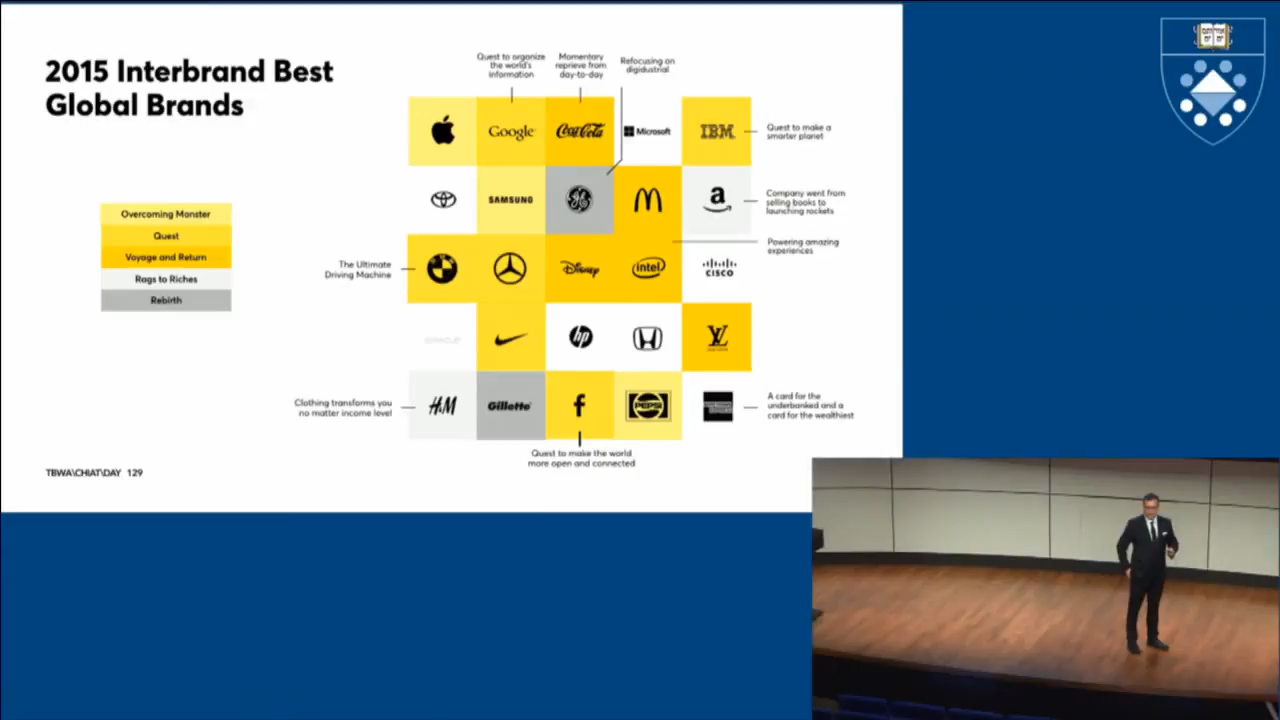 2015 Interbrand Best
Global Brands
Quest to organize
the world's
information
Momentary
reprieve from
day-to-day
Refocusing on
digidustrial
Google
Coca-Cola
Microsoft
IBM
Quest to make a
smarter planet
Overcoming Monster
Quest
Voyage and Return
Rags to Riches
Rebirth
SAMSUNG
GE
a
Company went from
selling books to
launching rockets
Powering amazing
experiences
The Ultimate
Driving Machine
Disney
intel
CISCO
hp
LV
Clothing transforms you
no matter income level
H&M
Gillette
f
PEPSI
A card for the
underbanked and a
card for the wealthiest
Quest to make the world
more open and connected
TBWA\CHIAT\DAY 129